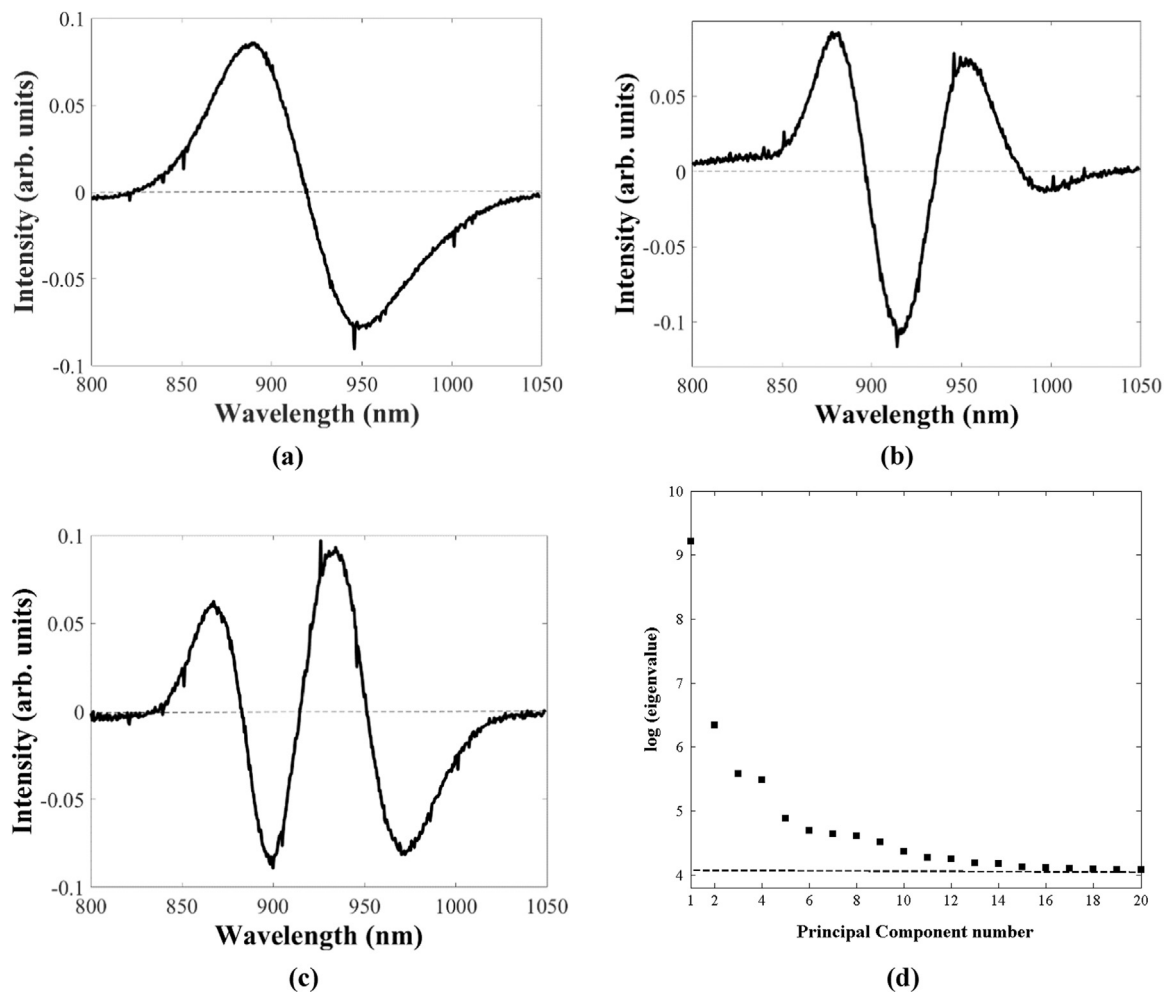 0.1
0.05
0
-0.05
-0.1
800 850 900 950 1000 1050
Intensity (arb. units)
Wavelength (nm)
(a)
0.05
0
-0.05
-0.1
800 850 900 950 1000 1050
Intensity (arb. units)
Wavelength (nm)
(b)
0.1
0.05
0
-0.05
-0.1
800 850 900 950 1000 1050
Intensity (arb. units)
Wavelength (nm)
(c)
10
9
8
7
6
5
4
1 2 4 6 8 10 12 14 16 18 20
log (eigenvalue)
Principal Component number
(d)